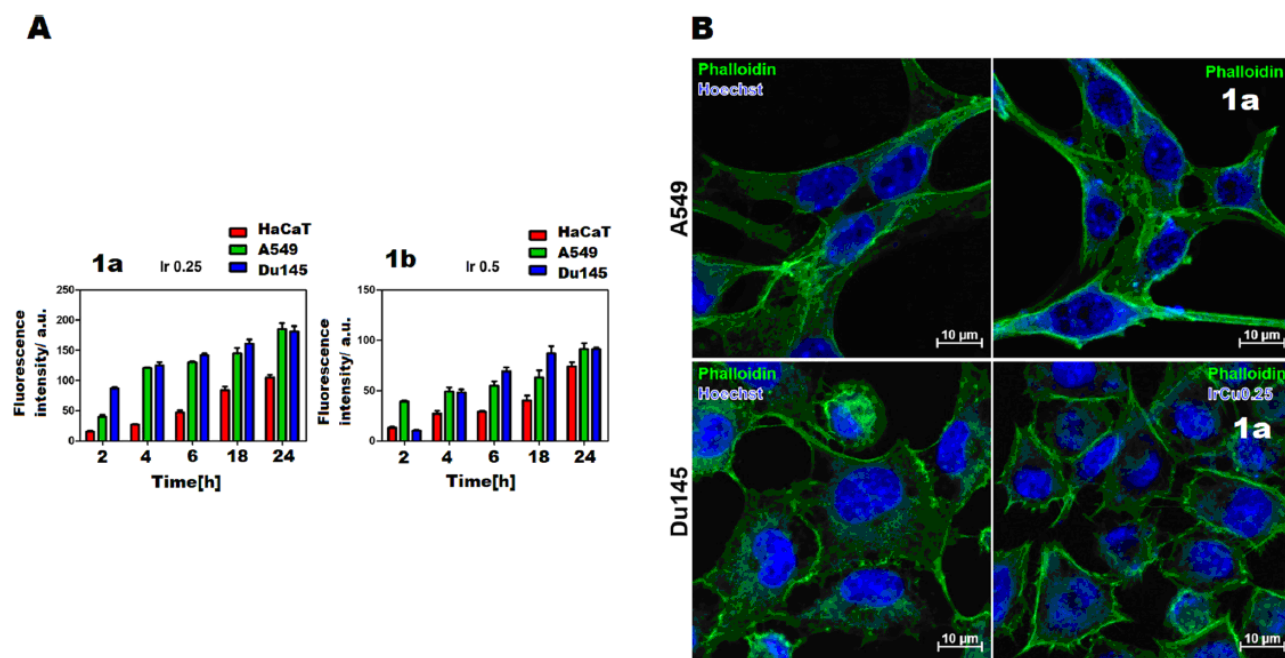 A
HaCaT
A549
Du145
1a
Ir 0.25
250
200
150
100
50
0
Fluorescence
intensity/ a.u.
2
4
6
18
24
Time[h]
HaCaT
A549
Du145
1b
Ir 0.5
150
100
50
0
Fluorescence
intensity/ a.u.
2
4
6
18
24
Time[h]
B
A549
Phalloidin
Hoechst
10 µm
Phalloidin
1a
10 µm
Du145
Phalloidin
Hoechst
10 µm
Phalloidin
IrCu0.25
1a
10 µm